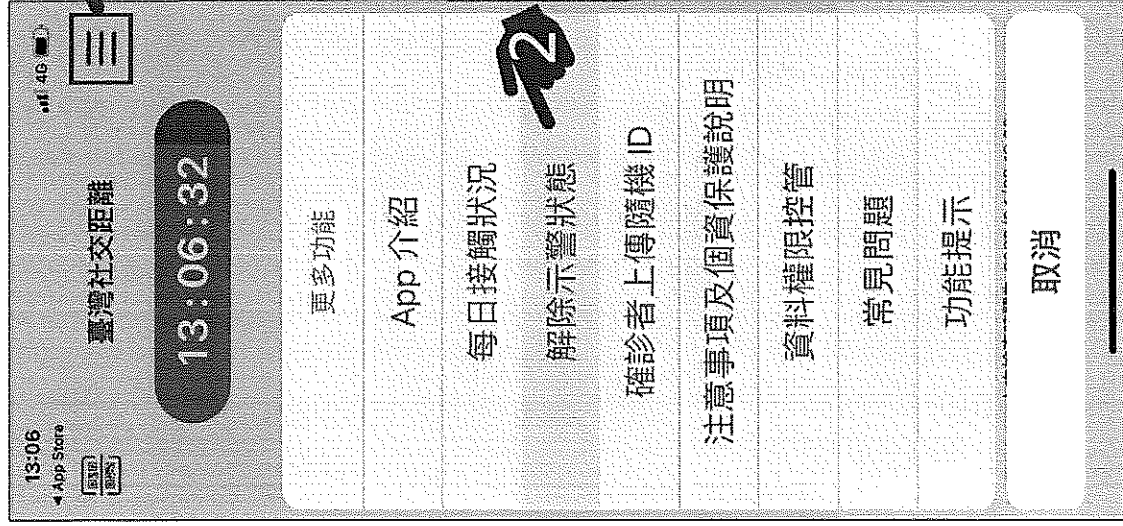 13:06
4G
◀ App Store
臺灣社交距離
13:06:32
更多功能
App 介紹
每日接觸狀況
解除示警狀態
2
確診者上傳隨機 ID
注意事項及個資保護說明
資料權限控管
常見問題
功能提示
取消